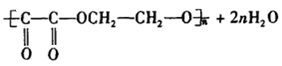 ⁅C—C—OCH₂—CH₂—O⁆ₙ + 2nH₂O
‖ ‖
O O